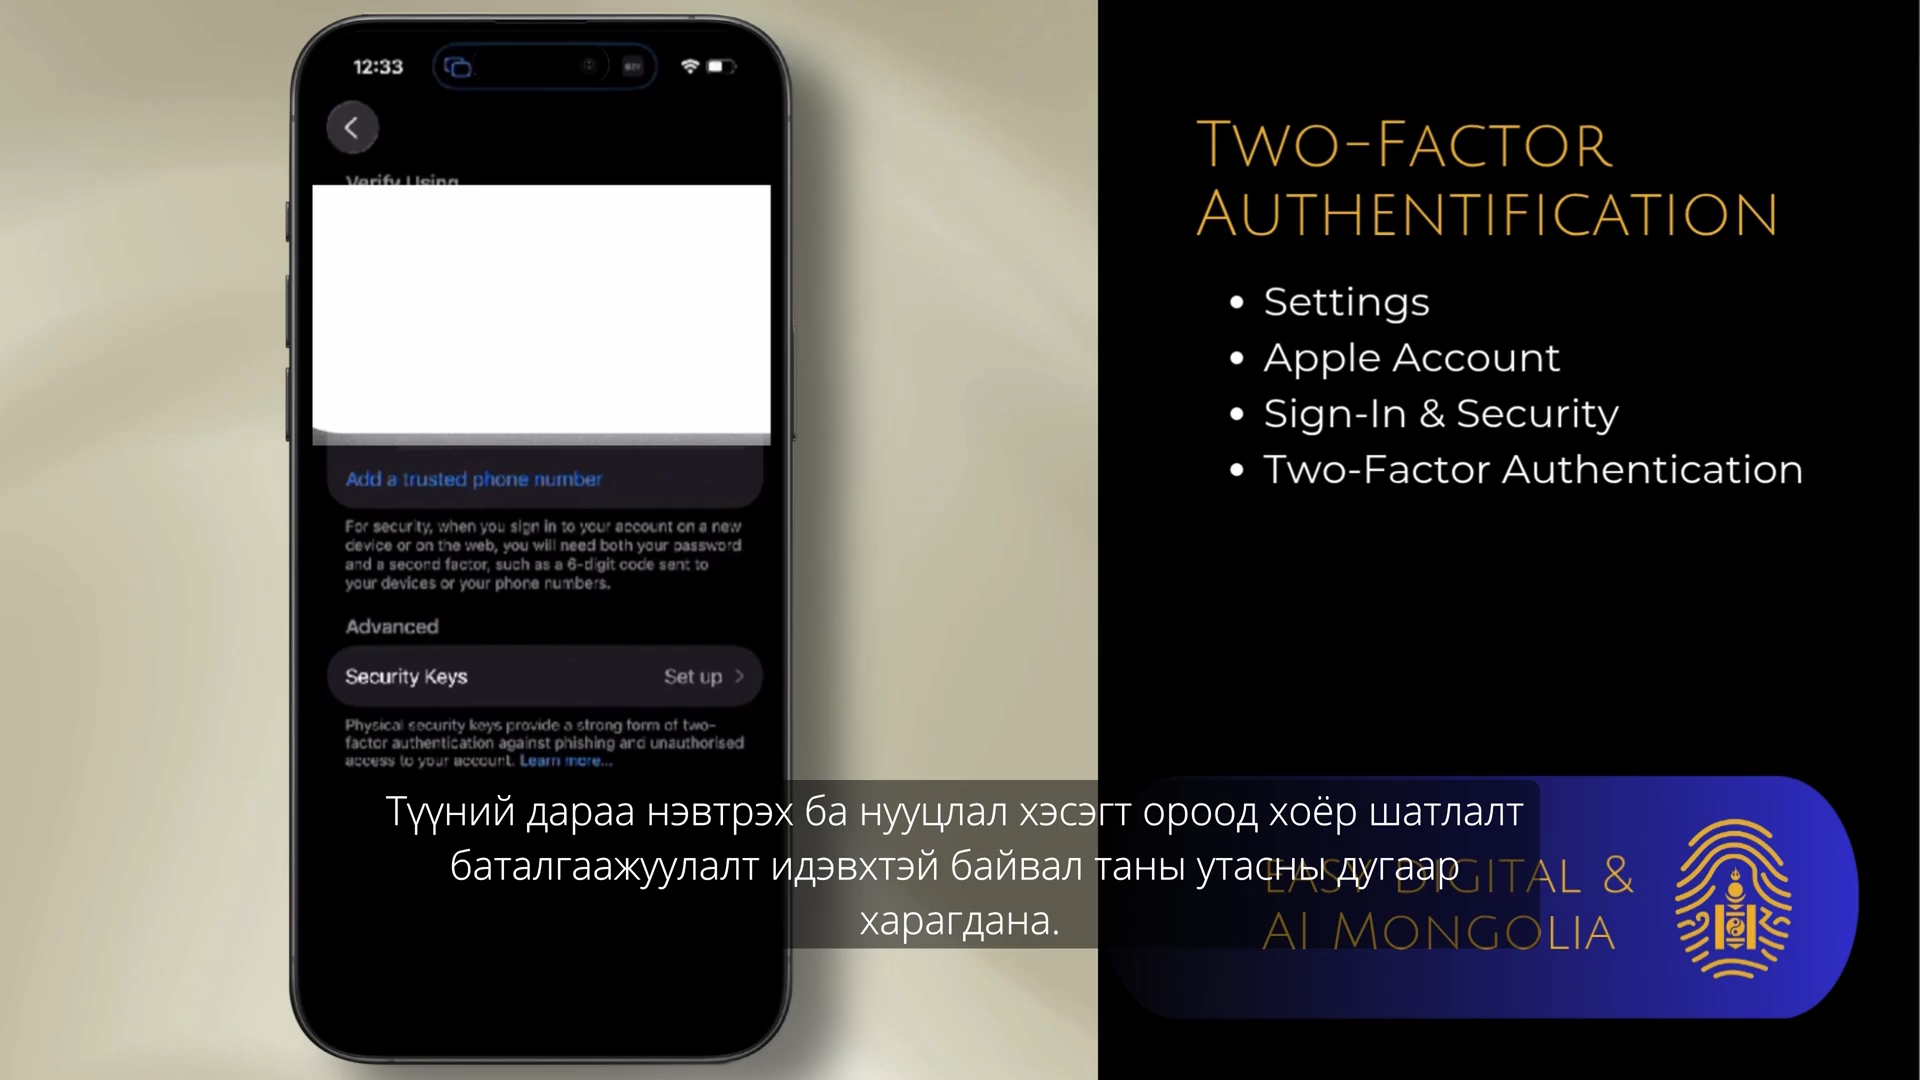 12:33
Verify Using
Add a trusted phone number
For security, when you sign in to your account on a new
device or on the web, you will need both your password
and a second factor, such as a 6-digit code sent to
your devices or your phone numbers.
Advanced
Security Keys
Set up
Physical security keys provide a strong form of two-
factor authentication against phishing and unauthorised
access to your account. Learn more...
TWO-FACTOR
AUTHENTIFICATION
• Settings
• Apple Account
• Sign-In & Security
• Two-Factor Authentication
Түүний дараа нэвтрэх ба нууцлал хэсэгт ороод хоёр шатлалт
баталгаажуулалт идэвхтэй байвал таны утасны дугаар
харагдана.
EASY DIGITAL &
AI MONGOLIA